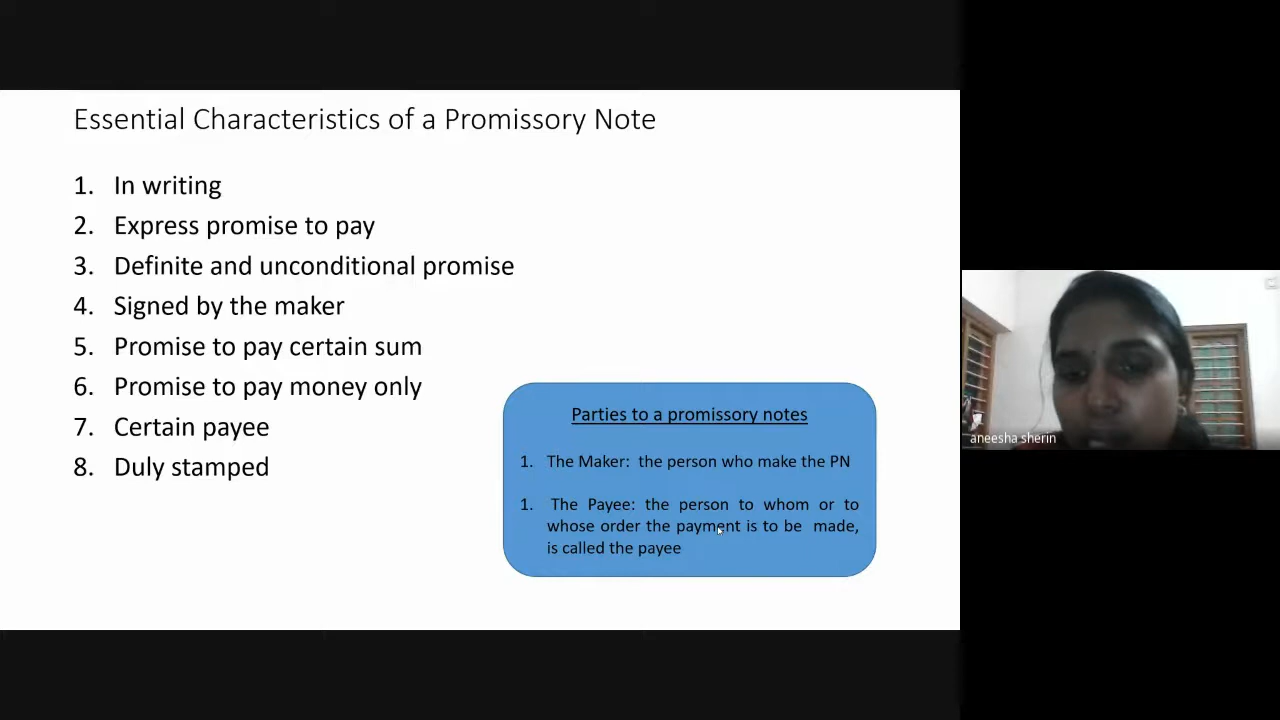 Essential Characteristics of a Promissory Note
1. In writing
2. Express promise to pay
3. Definite and unconditional promise
4. Signed by the maker
5. Promise to pay certain sum
6. Promise to pay money only
7. Certain payee
8. Duly stamped
Parties to a promissory notes
1. The Maker: the person who make the PN
1. The Payee: the person to whom or to
whose order the payment is to be made,
is called the payee
aneesha sherin